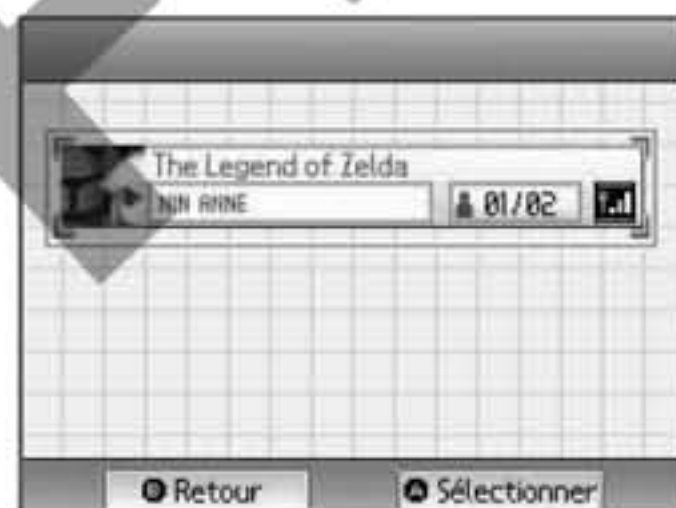 The Legend of Zelda
NIN ANNE
01/02
B Retour
A Sélectionner